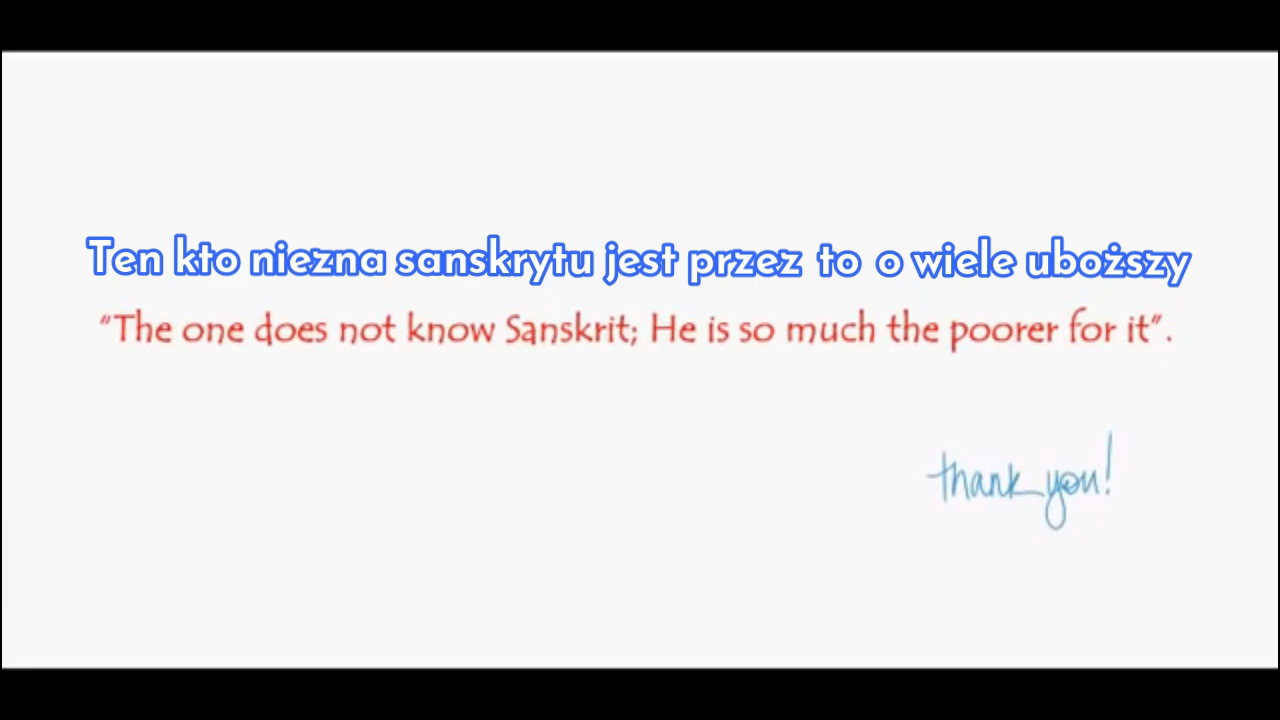 Ten kto niezna sanskrytu jest przez to o wiele uboższy
"The one does not know Sanskrit; He is so much the poorer for it".
thank you!